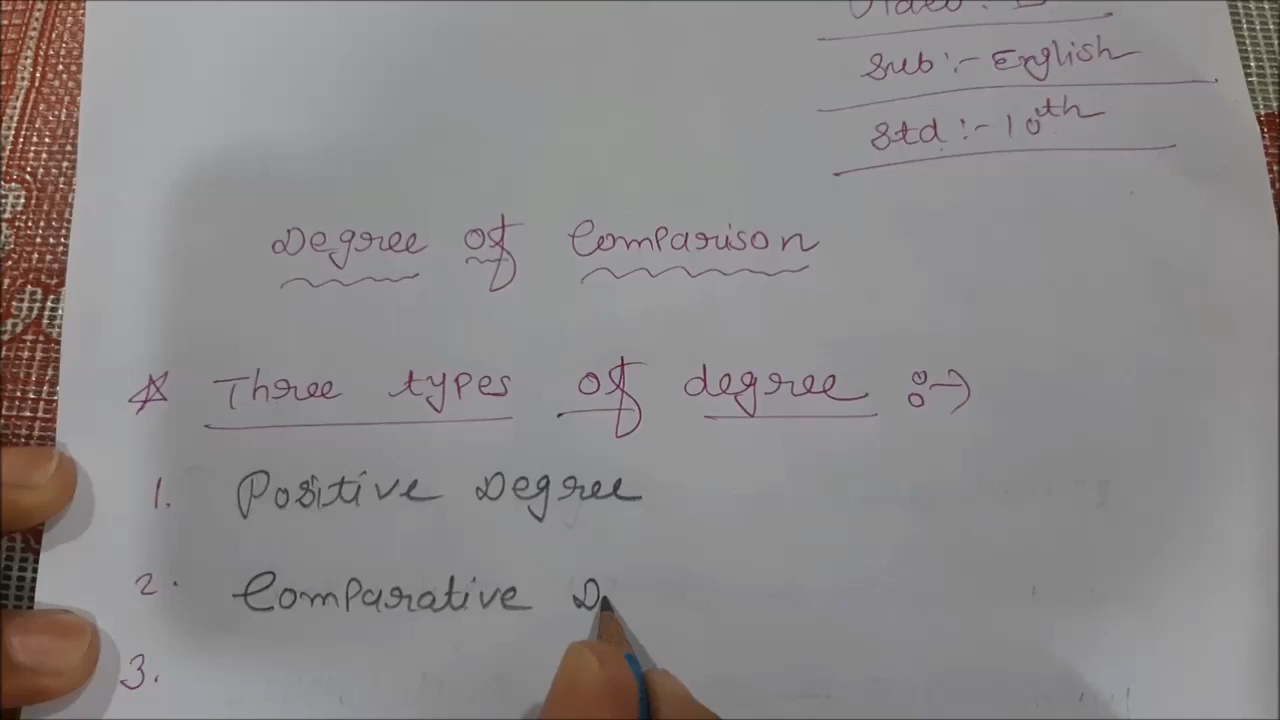 Sub :- English
Std :- 10th
Degree of Comparison
Three types of degree :-
1. Positive Degree
2. Comparative D
3.